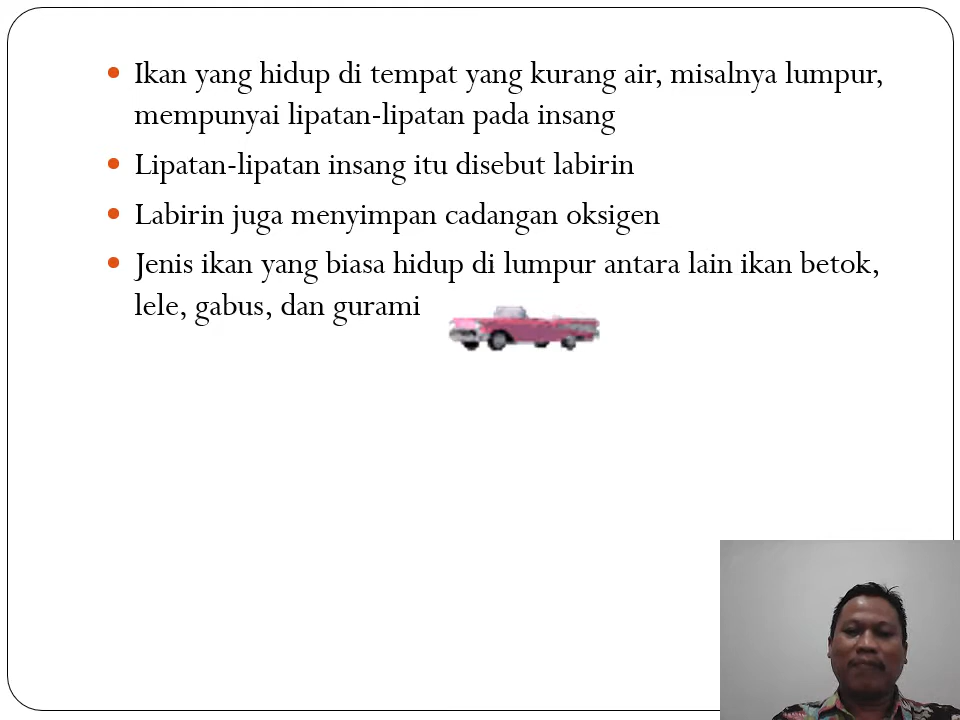 Ikan yang hidup di tempat yang kurang air, misalnya lumpur,
mempunyai lipatan-lipatan pada insang
Lipatan-lipatan insang itu disebut labirin
Labirin juga menyimpan cadangan oksigen
Jenis ikan yang biasa hidup di lumpur antara lain ikan betok,
lele, gabus, dan gurami